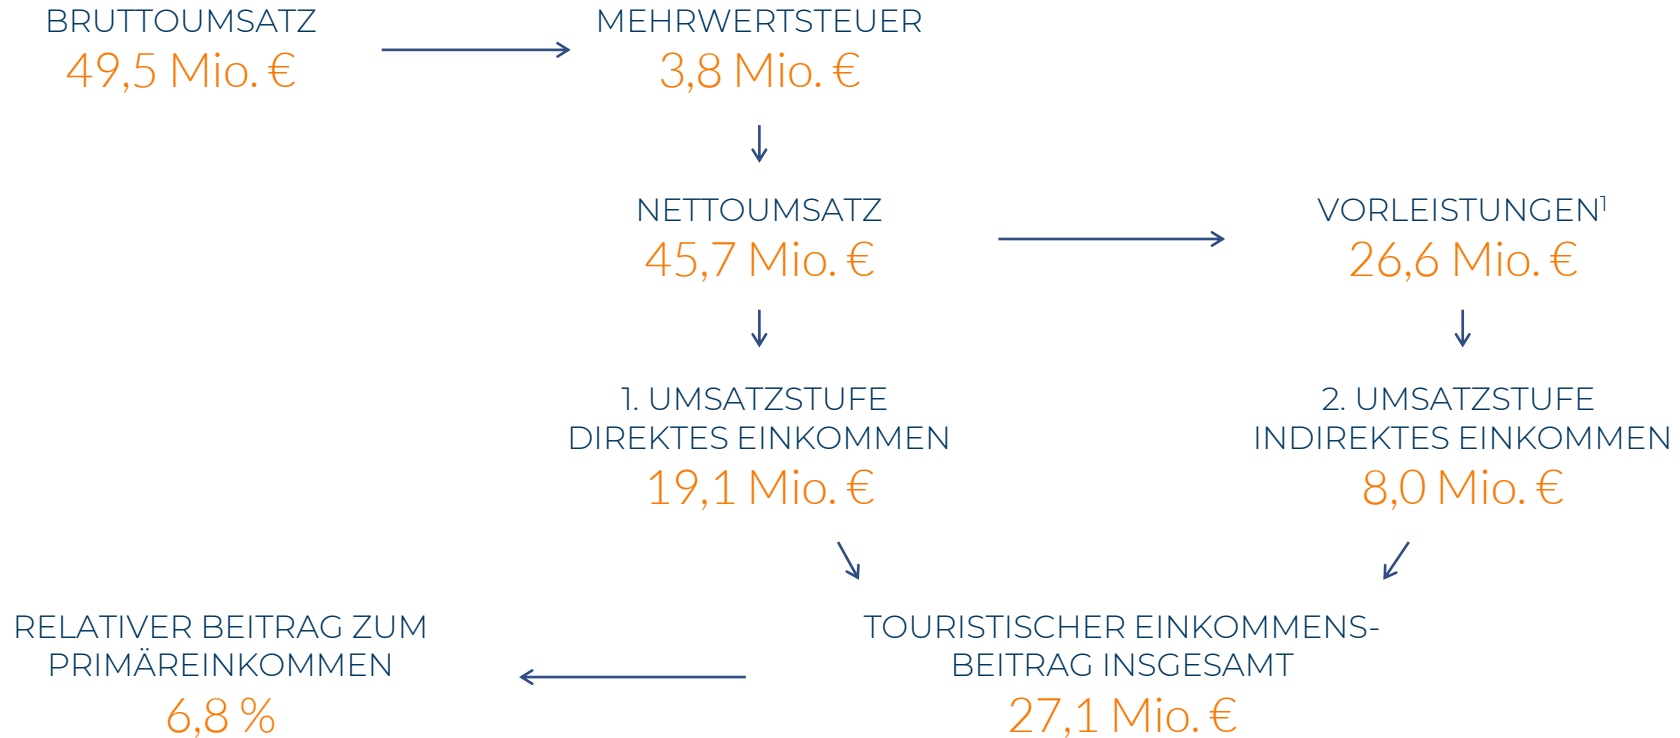 BRUTTOUMSATZ
49,5 Mio. €
MEHRWERTSTEUER
3,8 Mio. €
NETTOUMSATZ
45,7 Mio. €
VORLEISTUNGEN¹
26,6 Mio. €
1. UMSATZSTUFE
DIREKTES EINKOMMEN
19,1 Mio. €
2. UMSATZSTUFE
INDIREKTES EINKOMMEN
8,0 Mio. €
RELATIVER BEITRAG ZUM
PRIMÄREINKOMMEN
6,8 %
TOURISTISCHER EINKOMMENS-
BEITRAG INSGESAMT
27,1 Mio. €